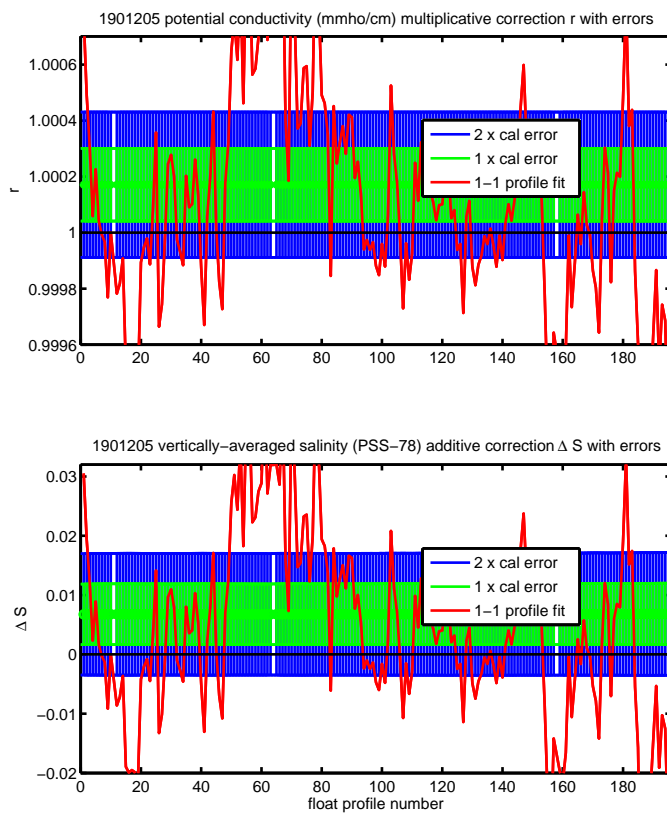 1901205 potential conductivity (mmho/cm) multiplicative correction r with errors
1.0006
1.0004
1.0002
1
0.9998
0.9996
r
2 x cal error
1 x cal error
1−1 profile fit
0 20 40 60 80 100 120 140 160 180
1901205 vertically−averaged salinity (PSS−78) additive correction Δ S with errors
0.03
0.02
0.01
0
−0.01
−0.02
Δ S
2 x cal error
1 x cal error
1−1 profile fit
0 20 40 60 80 100 120 140 160 180
float profile number